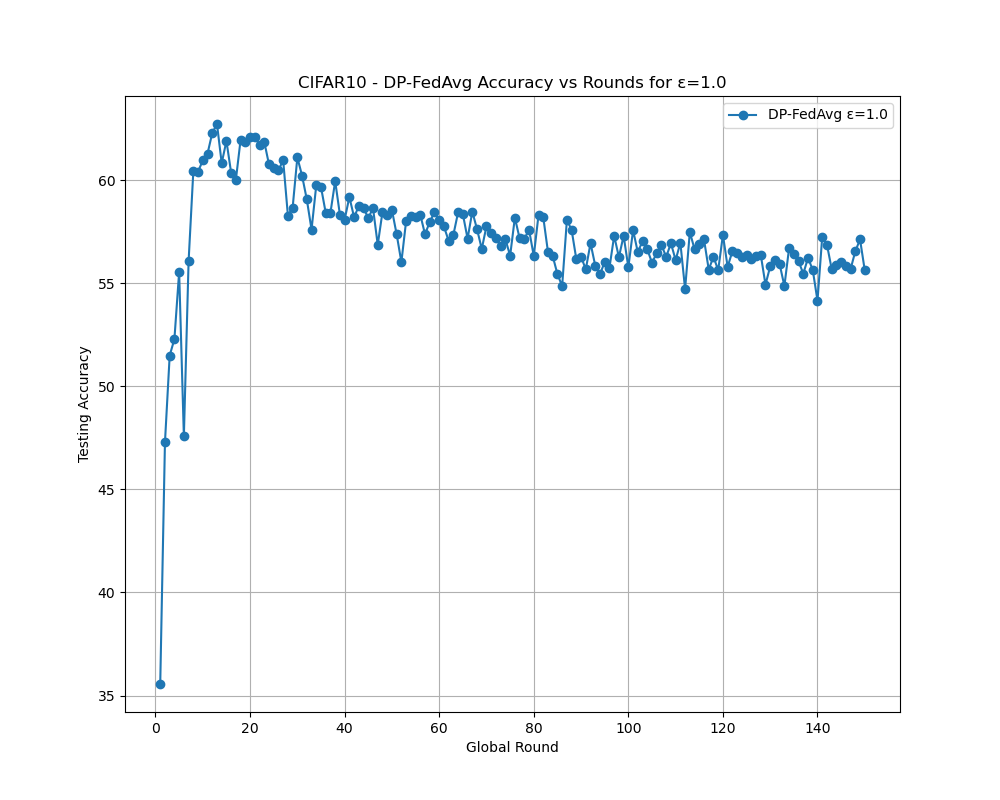 CIFAR10 - DP-FedAvg Accuracy vs Rounds for ε=1.0
DP-FedAvg ε=1.0
Testing Accuracy
60
55
50
45
40
35
0 20 40 60 80 100 120 140
Global Round